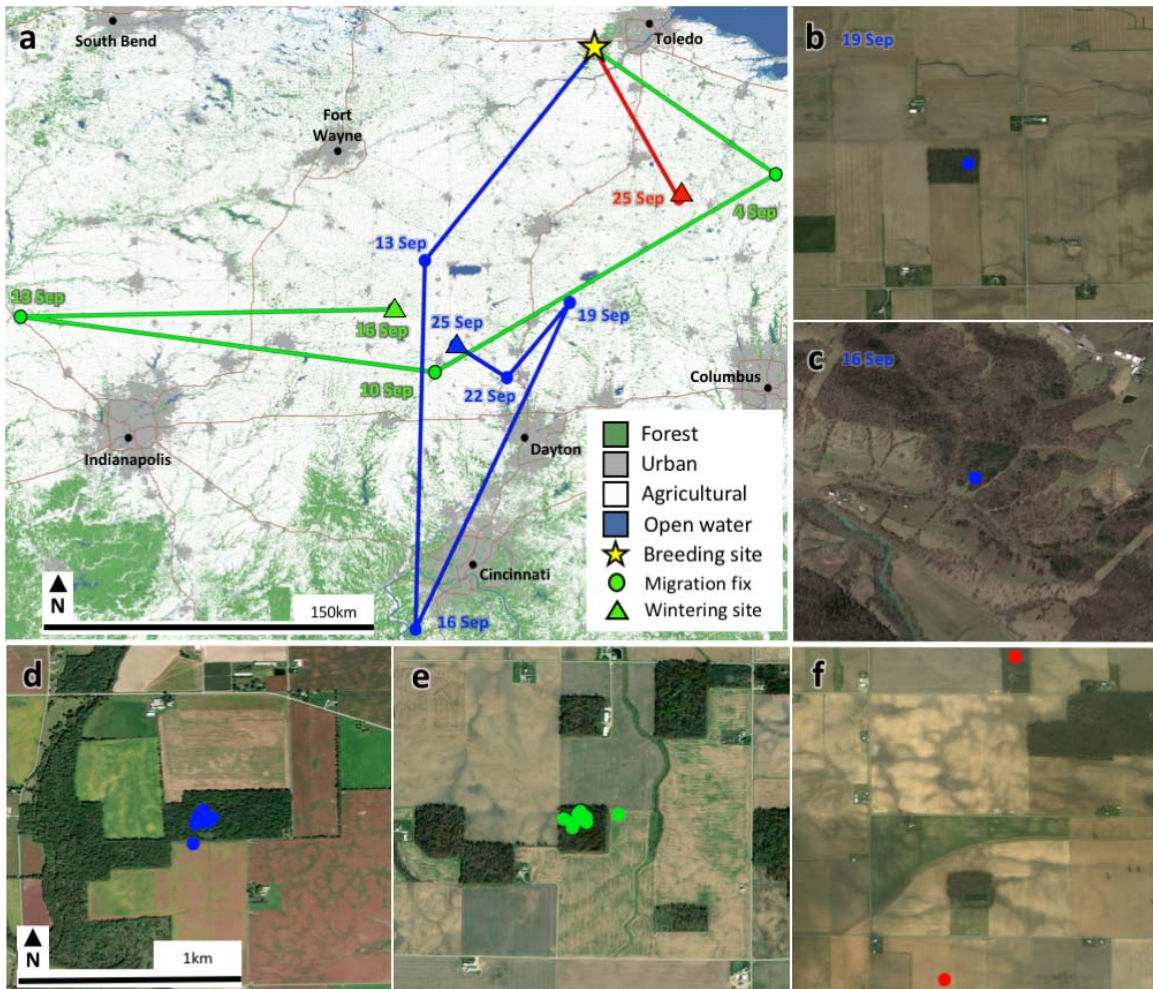 a
South Bend
Toledo
Fort
Wayne
25 Sep
4 Sep
13 Sep
13 Sep
16 Sep
25 Sep
19 Sep
10 Sep
22 Sep
Columbus
Indianapolis
Dayton
Cincinnati
16 Sep
N
150km
Forest
Urban
Agricultural
Open water
Breeding site
Migration fix
Wintering site
b
19 Sep
c
16 Sep
d
N
1km
e
f